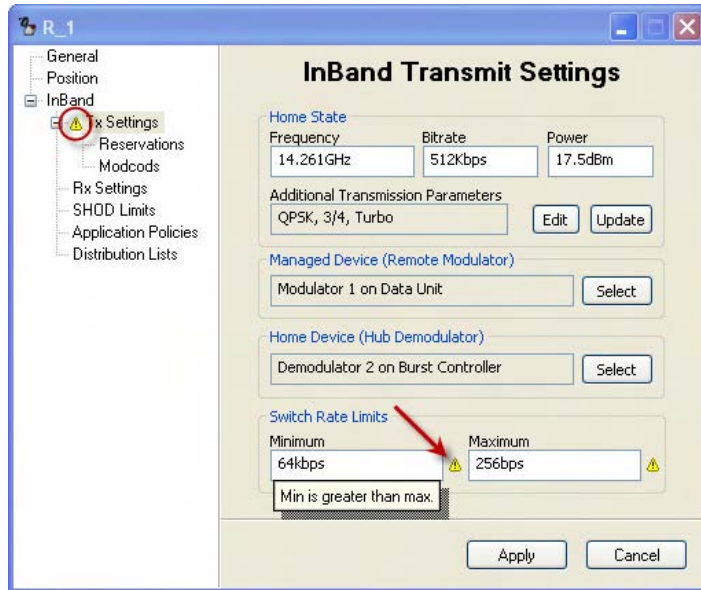 R_1
General
Position
InBand
Tx Settings
Reservations
Modcods
Rx Settings
SHOD Limits
Application Policies
Distribution Lists
InBand Transmit Settings
Home State
Frequency Bitrate Power
14.261GHz 512Kbps 17.5dBm
Additional Transmission Parameters
QPSK, 3/4, Turbo Edit Update
Managed Device (Remote Modulator)
Modulator 1 on Data Unit Select
Home Device (Hub Demodulator)
Demodulator 2 on Burst Controller Select
Switch Rate Limits
Minimum Maximum
64kbps 256bps
Min is greater than max.
Apply Cancel